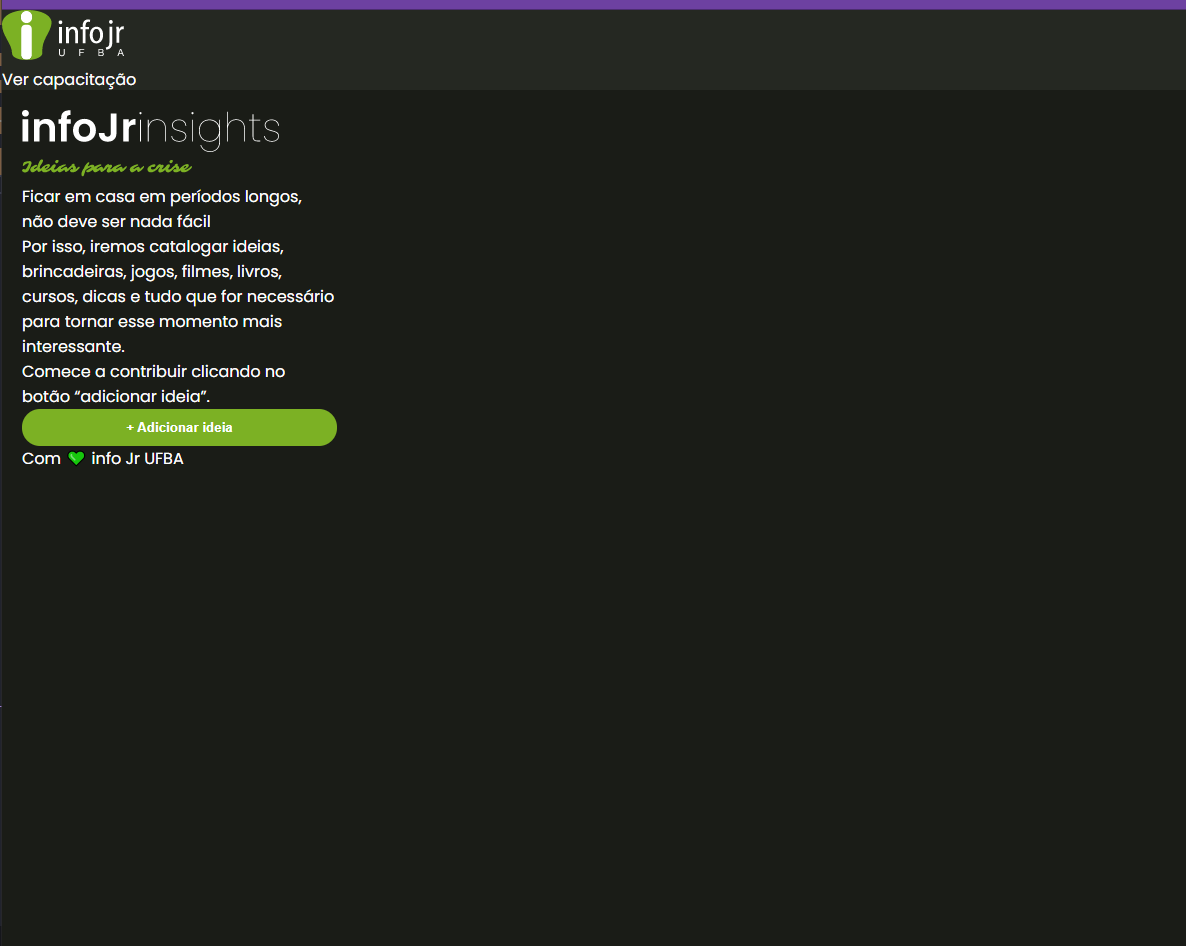 infojr
UFBA
Ver capacitação
infoJrinsights
Ideias para a crise
Ficar em casa em períodos longos,
não deve ser nada fácil
Por isso, iremos catalogar ideias,
brincadeiras, jogos, filmes, livros,
cursos, dicas e tudo que for necessário
para tornar esse momento mais
interessante.
Comece a contribuir clicando no
botão “adicionar ideia”.
+ Adicionar ideia
Com 💚 info Jr UFBA